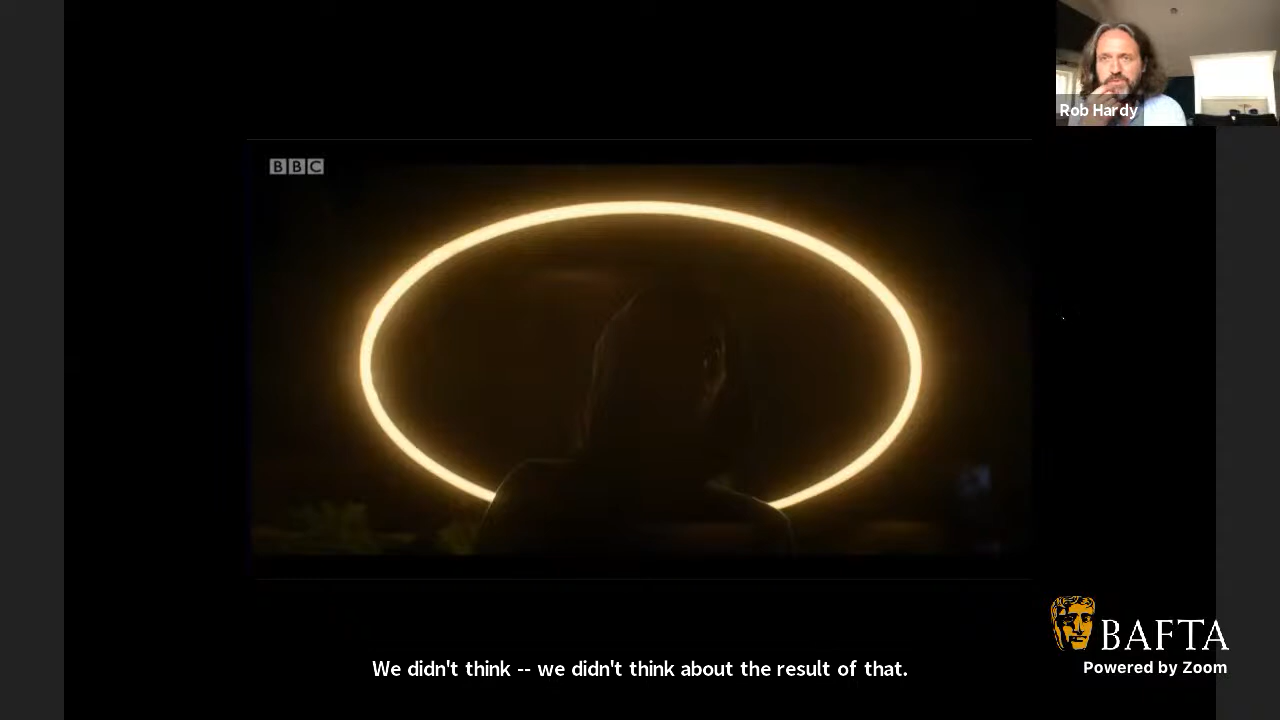 Rob Hardy
BBC
BAFTA
Powered by Zoom
We didn't think -- we didn't think about the result of that.